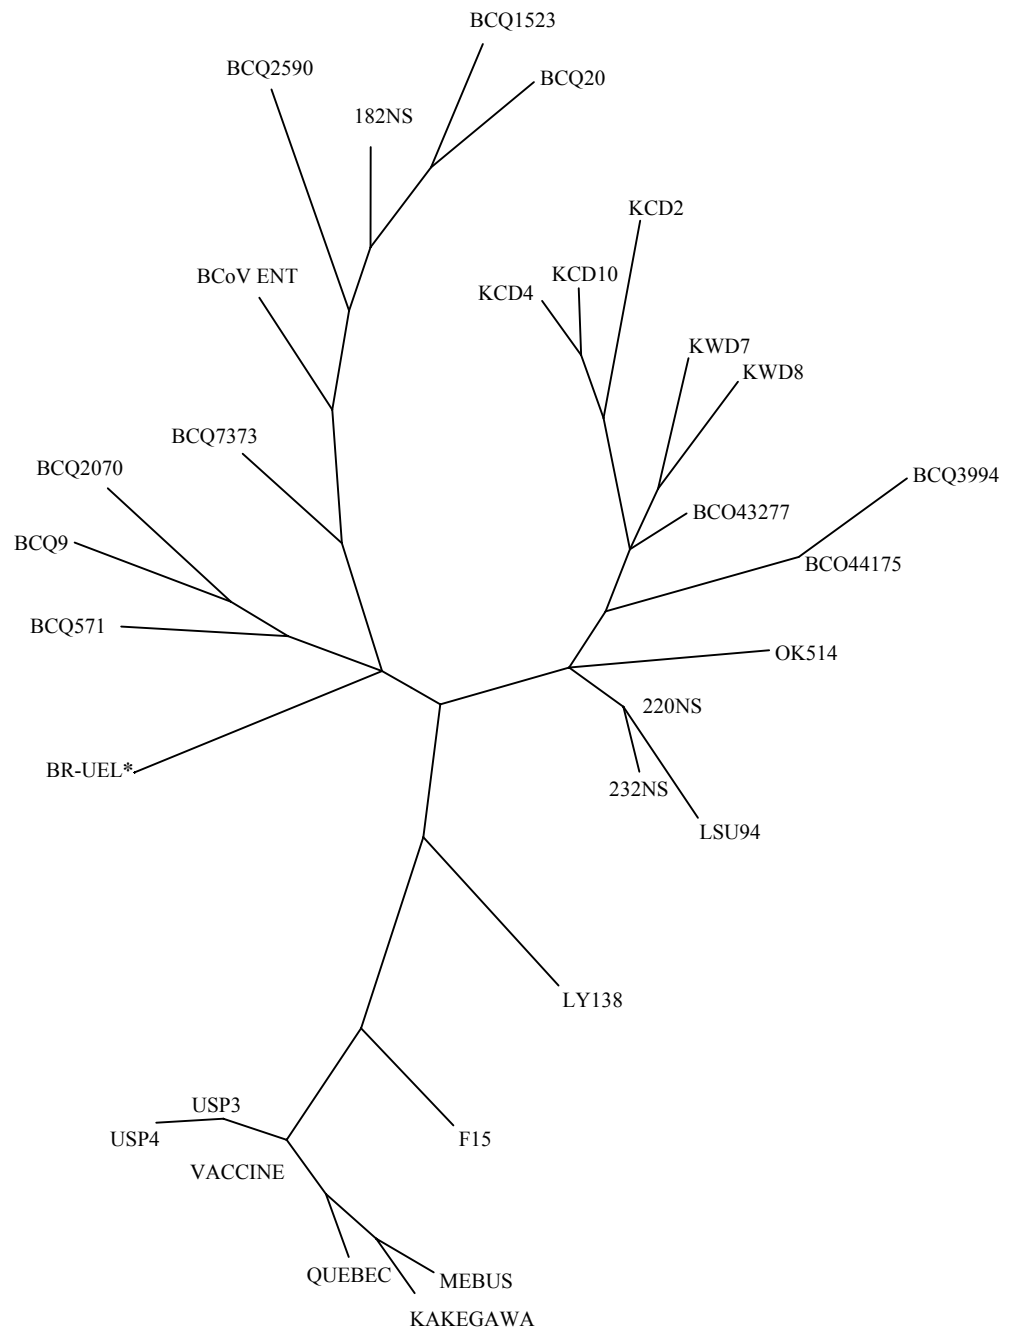 BCQ1523
BCQ2590
BCQ20
182NS
KCD2
BCoV ENT
KCD10
KCD4
KWD7
KWD8
BCQ7373
BCQ2070
BCQ3994
BCO43277
BCQ9
BCO44175
BCQ571
OK514
220NS
BR-UEL*
232NS
LSU94
LY138
USP3
USP4
F15
VACCINE
QUEBEC
MEBUS
KAKEGAWA